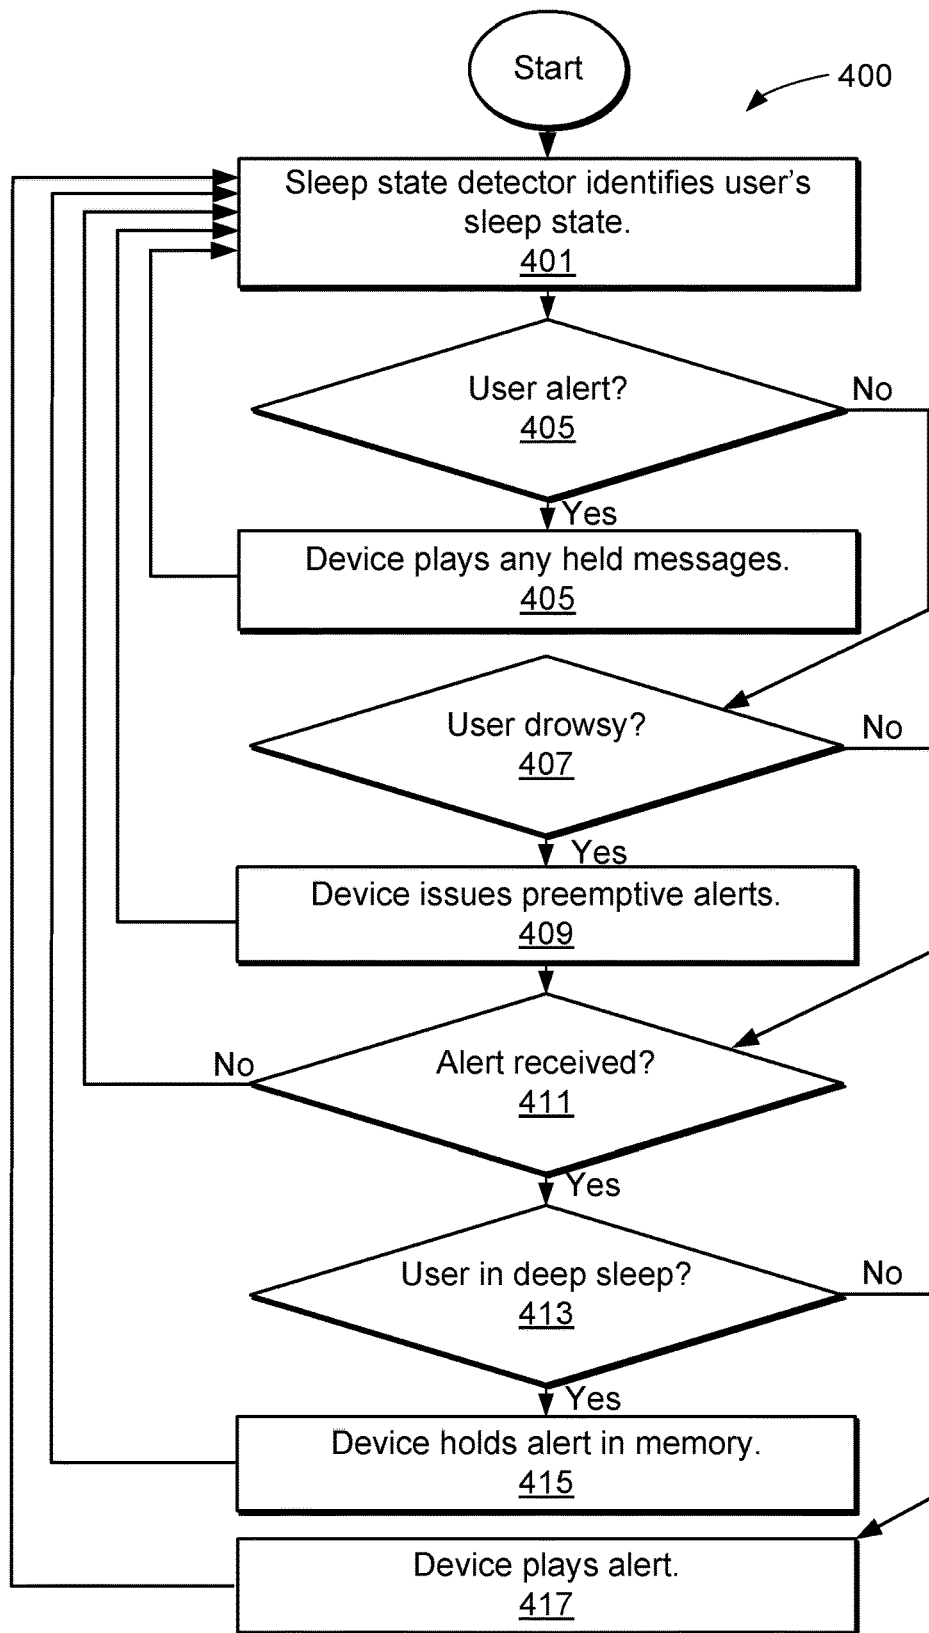 Start
400
Sleep state detector identifies user's
sleep state.
401
User alert?
405
No
Yes
Device plays any held messages.
405
User drowsy?
407
No
Yes
Device issues preemptive alerts.
409
Alert received?
411
No
Yes
User in deep sleep?
413
No
Yes
Device holds alert in memory.
415
Device plays alert.
417